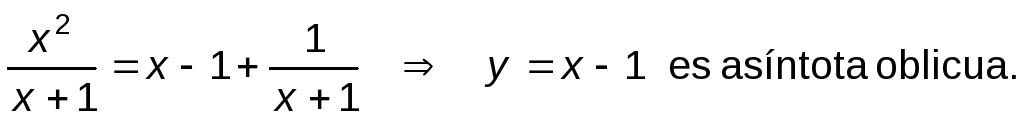 x²/(x + 1) = x - 1 + 1/(x + 1) ⇒ y = x - 1 es asíntota oblicua.